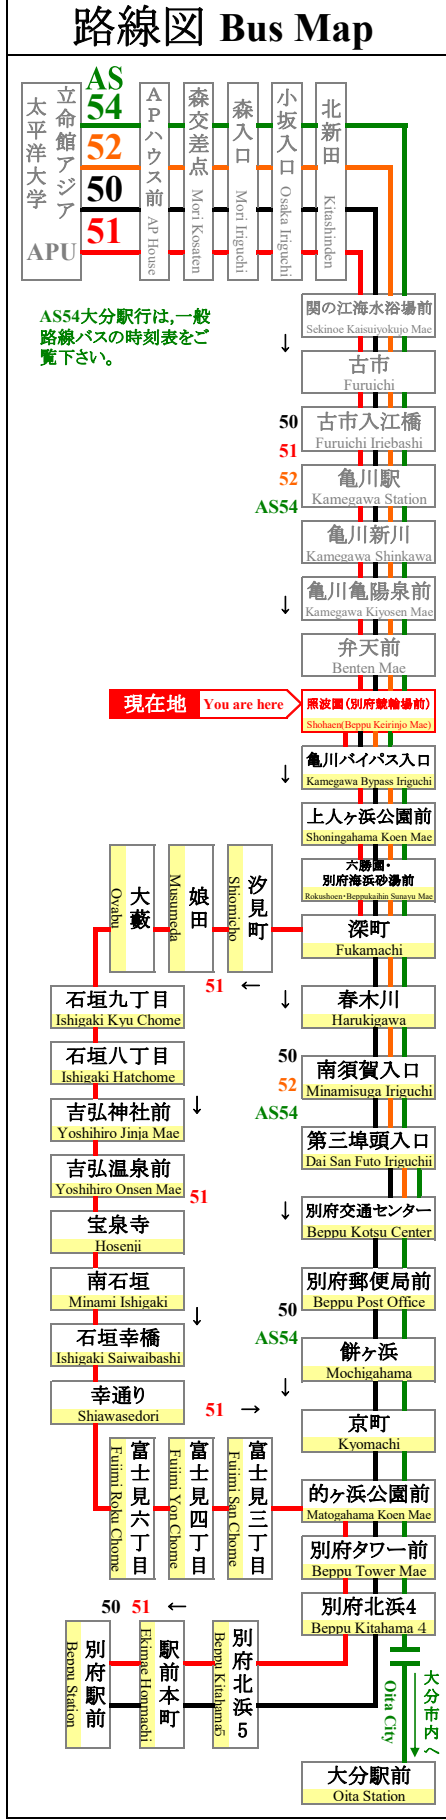 路線図 Bus Map
AS
54
52
50
51
立命館アジア
太平洋大学
APU
APハウス前
AP House
森交差点
Mori Kosaten
森入口
Mori Iriguchi
小坂入口
Osaka Iriguchi
北新田
Kitashinden
AS54大分駅行は,一般
路線バスの時刻表をご
覧下さい。
関の江海水浴場前
Sekinoe Kaisuiyokujo Mae
↓
古市
Furuichi
50
51
52
AS54
古市入江橋
Furuichi Iriebashi
亀川駅
Kamegawa Station
亀川新川
Kamegawa Shinkawa
亀川亀陽泉前
Kamegawa Kiyosen Mae
↓
弁天前
Benten Mae
現在地 You are here
照波園(別府競輪場前)
Shohaen(Beppu Keirinjo Mae)
亀川バイパス入口
Kamegawa Bypass Iriguchi
↓
上人ヶ浜公園前
Shoningahama Koen Mae
六勝園・
別府海浜砂湯前
Rokushoen・Beppukaihin Sunayu Mae
深町
Fukamachi
汐見町
Shiomicho
娘田
Musumeda
大藪
Oyabu
51 ←
石垣九丁目
Ishigaki Kyu Chome
石垣八丁目
Ishigaki Hatchome
吉弘神社前
Yoshihiro Jinja Mae
↓
吉弘温泉前
Yoshihiro Onsen Mae
51
宝泉寺
Hosenji
南石垣
Minami Ishigaki
↓
石垣幸橋
Ishigaki Saiwaibashi
幸通り
Shiawasedori
51 →
富士見六丁目
Fujimi Roku Chome
富士見四丁目
Fujimi Yon Chome
富士見三丁目
Fujimi San Chome
↓
春木川
Harukigawa
50
52
AS54
南須賀入口
Minamisuga Iriguchi
第三埠頭入口
Dai San Futo Iriguchii
↓
別府交通センター
Beppu Kotsu Center
別府郵便局前
Beppu Post Office
50
AS54
餅ヶ浜
Mochigahama
↓
京町
Kyomachi
的ヶ浜公園前
Matogahama Koen Mae
別府タワー前
Beppu Tower Mae
別府北浜4
Beppu Kitahama 4
50 51 ←
別府北浜5
Beppu Kitahama5
駅前本町
Ekimae Honmachi
別府駅前
Beppu Station
大分市内へ
Oita City
↓
大分駅前
Oita Station